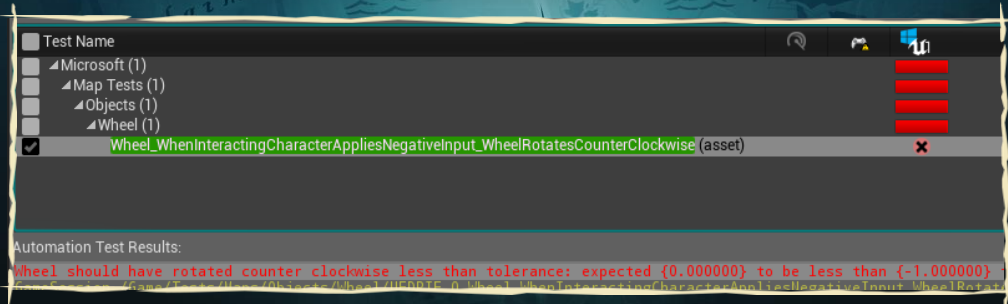 Test Name
Microsoft (1)
Map Tests (1)
Objects (1)
Wheel (1)
Wheel_WhenInteractingCharacterAppliesNegativeInput_WheelRotatesCounterClockwise (asset)
Automation Test Results:
Wheel should have rotated counter clockwise less than tolerance: expected {0.000000} to be less than {-1.000000}